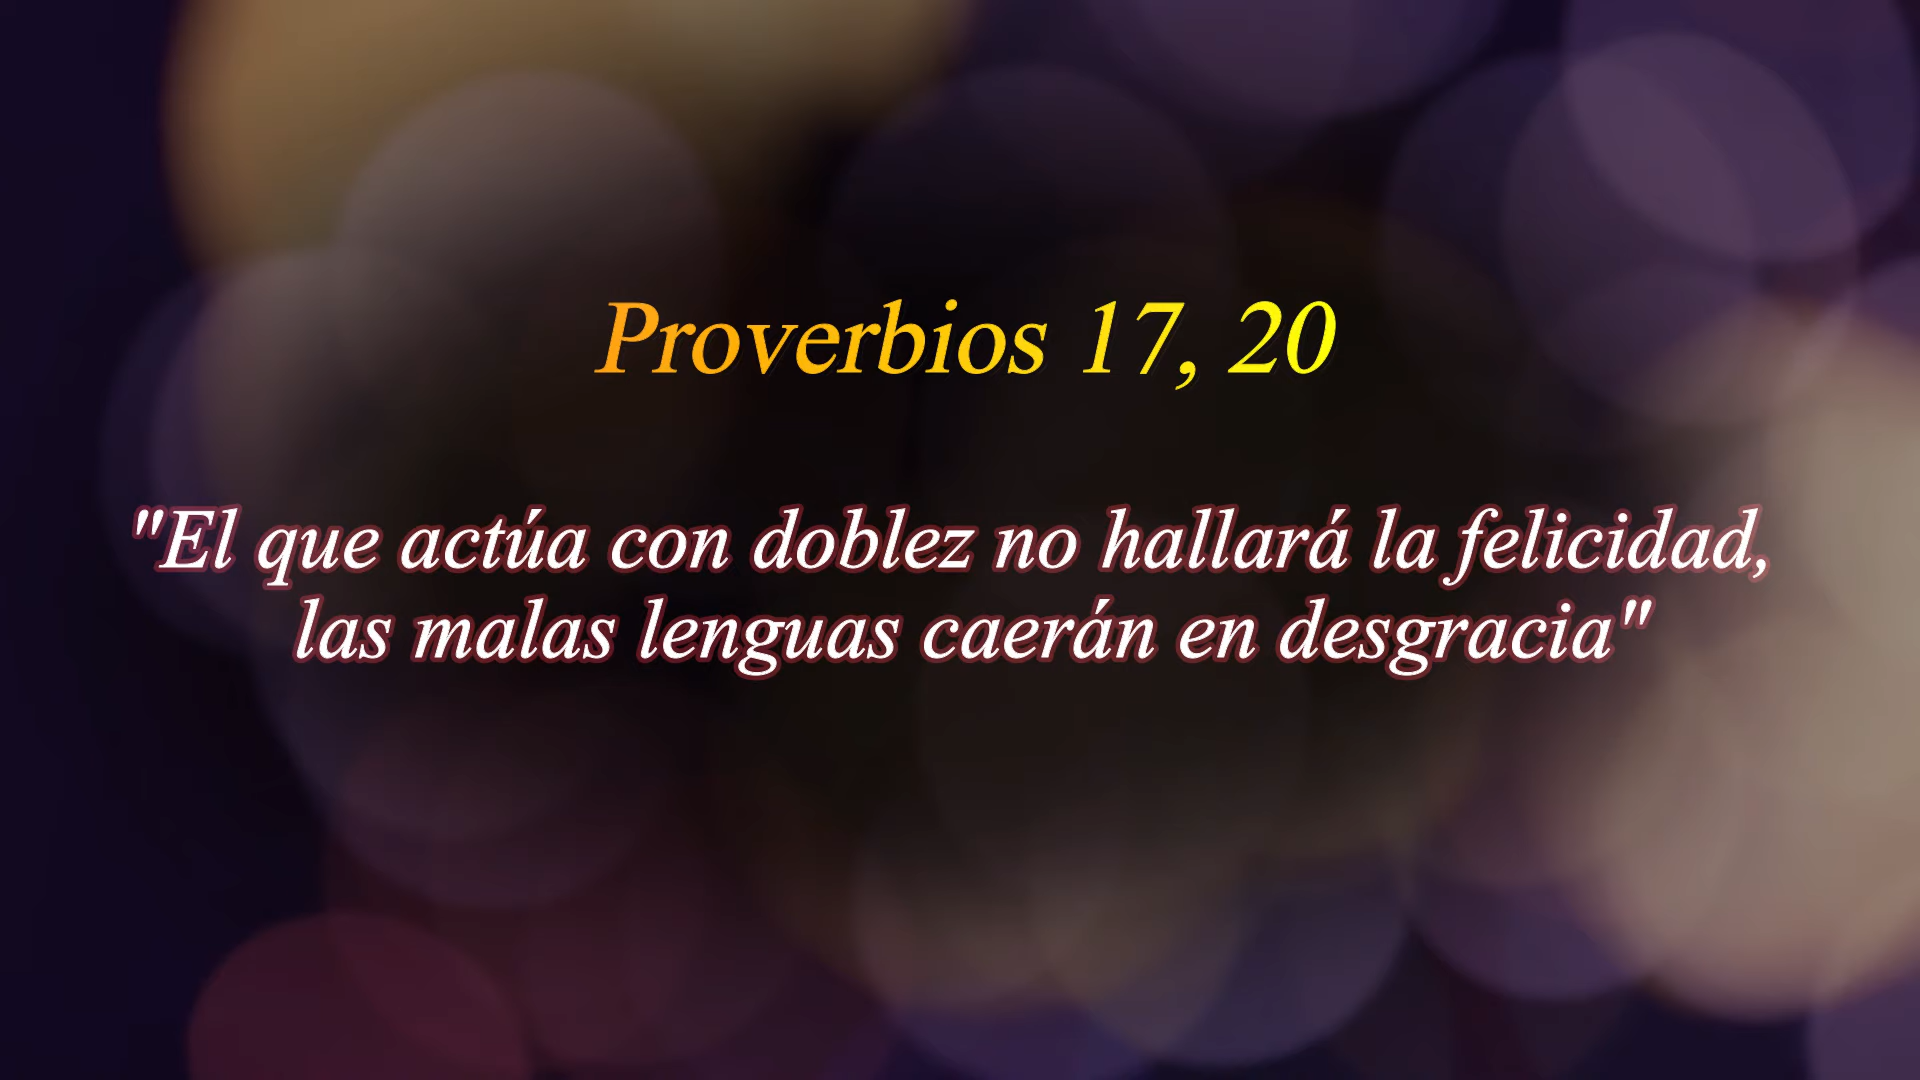 Proverbios 17, 20
"El que actúa con doblez no hallará la felicidad,
las malas lenguas caerán en desgracia"